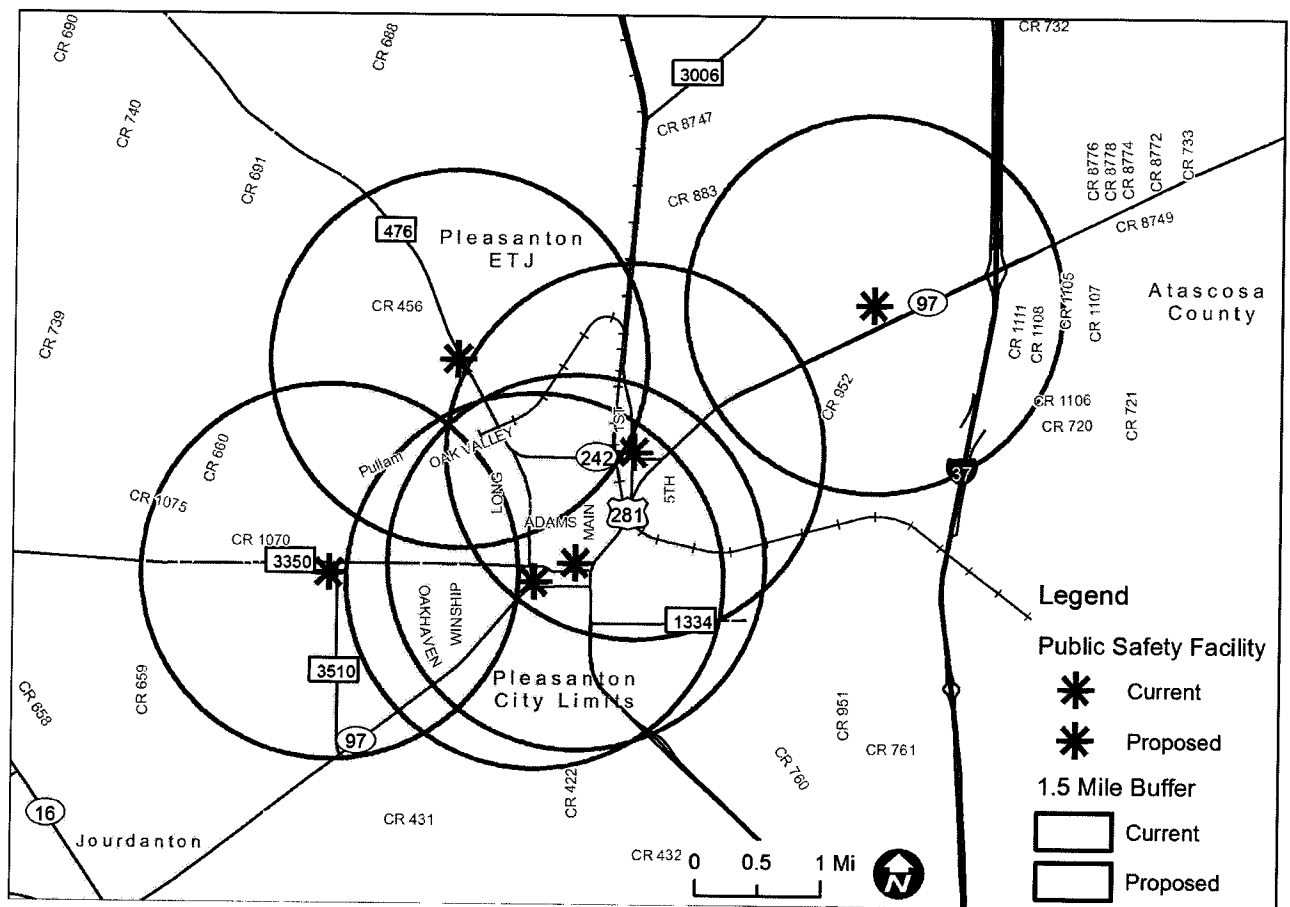 CR 690
CR 688
CR 732
3006
CR 740
CR 8747
CR 8776
CR 8778
CR 8774
CR 8772
CR 733
CR 691
CR 883
CR 8749
476
Pleasanton
ETJ
CR 456
97
CR 1105
CR 1107
Atascosa
County
CR 739
CR 1111
CR 1108
CR 952
CR 1106
CR 720
CR 721
1ST
CR 660
Pullam
OAK VALLEY
242
37
LONG
5TH
CR 1075
281
ADAMS
MAIN
CR 1070
3350
OAKHAVEN
WINSHIP
1334
3510
Pleasanton
City Limits
CR 659
CR 658
97
CR 951
CR 761
CR 760
CR 422
16
CR 431
Jourdanton
CR 432
0 0.5 1 Mi
N
Legend
Public Safety Facility
Current
Proposed
1.5 Mile Buffer
Current
Proposed